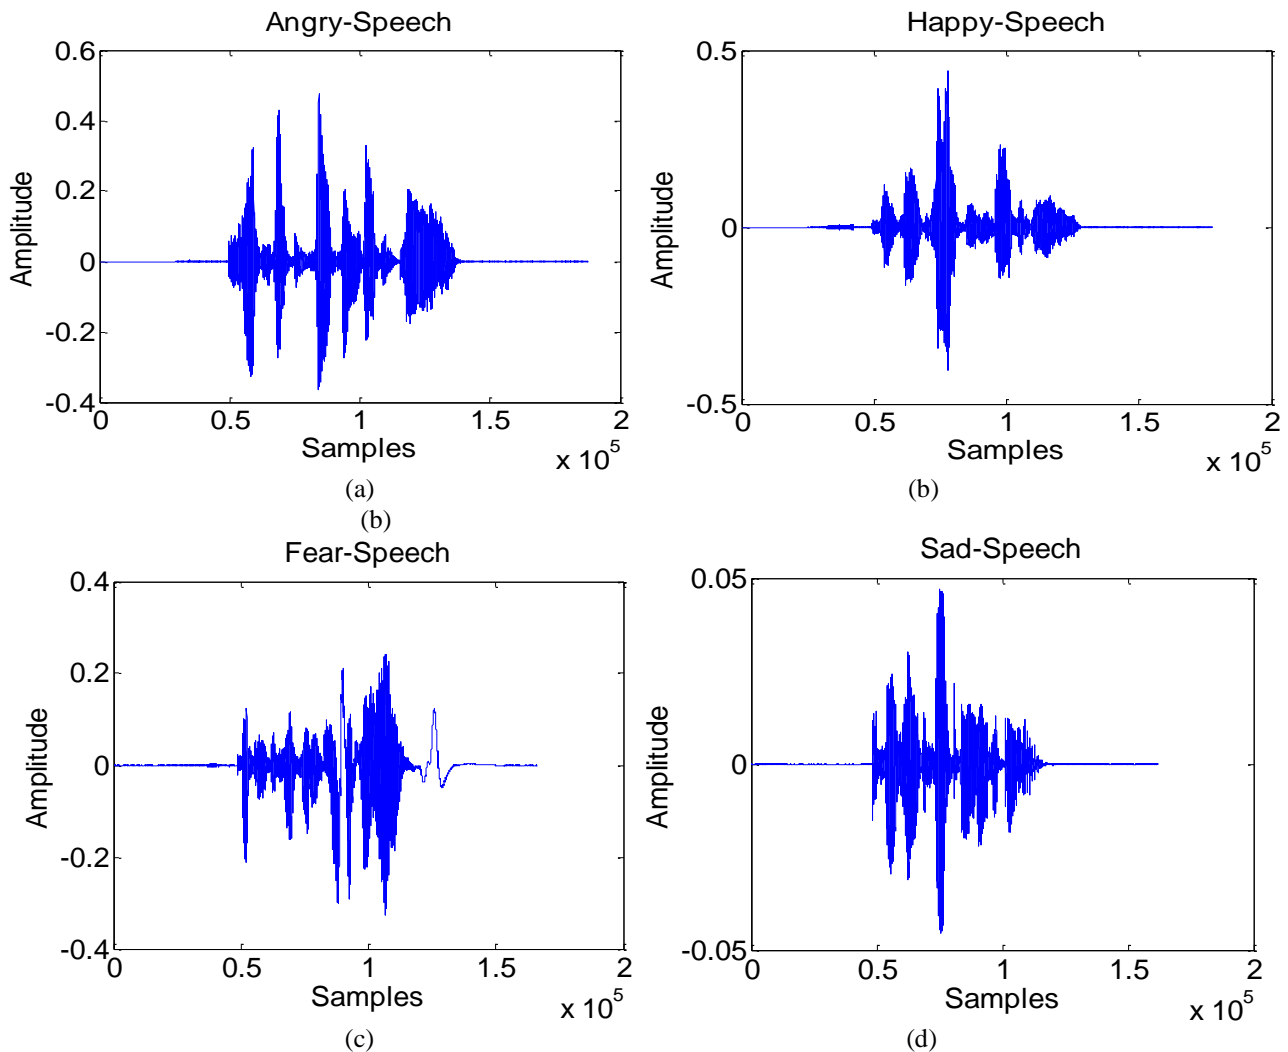 Angry-Speech
0.6
0.4
0.2
0
-0.2
-0.4
Amplitude
0 0.5 1 1.5 2
Samples
x 10^5
(a)
(b)
Happy-Speech
0.5
0
-0.5
Amplitude
0 0.5 1 1.5 2
Samples
x 10^5
(b)
Fear-Speech
0.4
0.2
0
-0.2
-0.4
Amplitude
0 0.5 1 1.5 2
Samples
x 10^5
(c)
Sad-Speech
0.05
0
-0.05
Amplitude
0 0.5 1 1.5 2
Samples
x 10^5
(d)